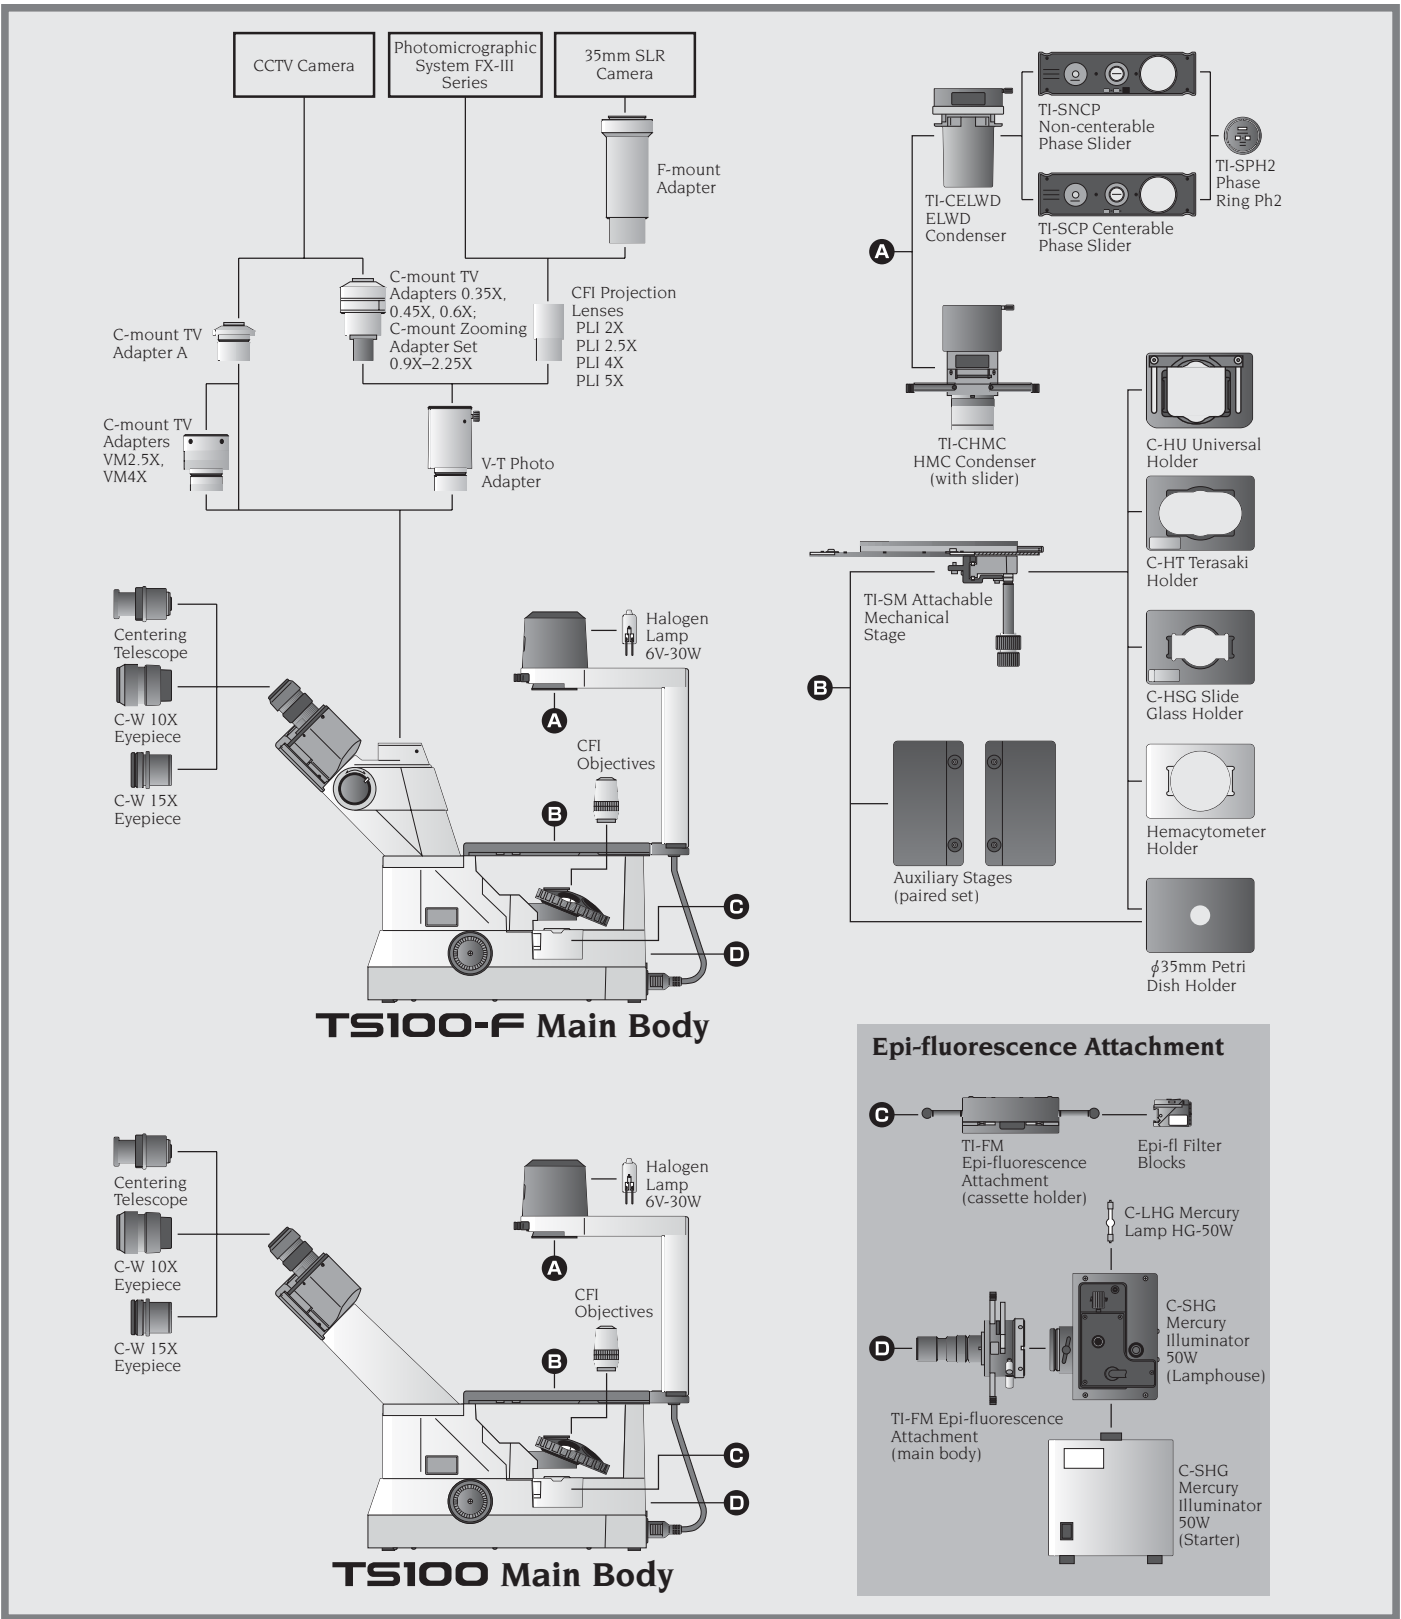 CCTV Camera
Photomicrographic
System FX-III
Series
35mm SLR
Camera
F-mount
Adapter
C-mount TV
Adapters 0.35X,
0.45X, 0.6X;
C-mount Zooming
Adapter Set
0.9X–2.25X
CFI Projection
Lenses
PLI 2X
PLI 2.5X
PLI 4X
PLI 5X
C-mount TV
Adapter A
C-mount TV
Adapters
VM2.5X,
VM4X
V-T Photo
Adapter
Centering
Telescope
C-W 10X
Eyepiece
C-W 15X
Eyepiece
Halogen
Lamp
6V-30W
A
CFI
Objectives
B
C
D
TS100-F Main Body
Centering
Telescope
C-W 10X
Eyepiece
C-W 15X
Eyepiece
Halogen
Lamp
6V-30W
A
CFI
Objectives
B
C
D
TS100 Main Body
A
TI-CELWD
ELWD
Condenser
TI-SNCP
Non-centerable
Phase Slider
TI-SCP Centerable
Phase Slider
TI-SPH2
Phase
Ring Ph2
TI-CHMC
HMC Condenser
(with slider)
B
TI-SM Attachable
Mechanical
Stage
Auxiliary Stages
(paired set)
C-HU Universal
Holder
C-HT Terasaki
Holder
C-HSG Slide
Glass Holder
Hemacytometer
Holder
ϕ35mm Petri
Dish Holder
Epi-fluorescence Attachment
C
TI-FM
Epi-fluorescence
Attachment
(cassette holder)
Epi-fl Filter
Blocks
C-LHG Mercury
Lamp HG-50W
D
TI-FM Epi-fluorescence
Attachment
(main body)
C-SHG
Mercury
Illuminator
50W
(Lamphouse)
C-SHG
Mercury
Illuminator
50W
(Starter)